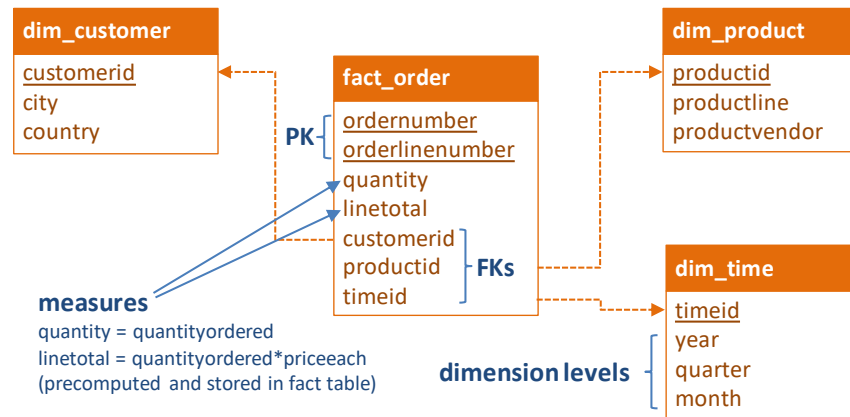 dim_customer
customerid
city
country
fact_order
PK
ordernumber
orderlinenumber
quantity
linetotal
customerid
productid
timeid
FKs
dim_product
productid
productline
productvendor
dim_time
timeid
year
quarter
month
dimension levels
measures
quantity = quantityordered
linetotal = quantityordered*priceeach
(precomputed and stored in fact table)